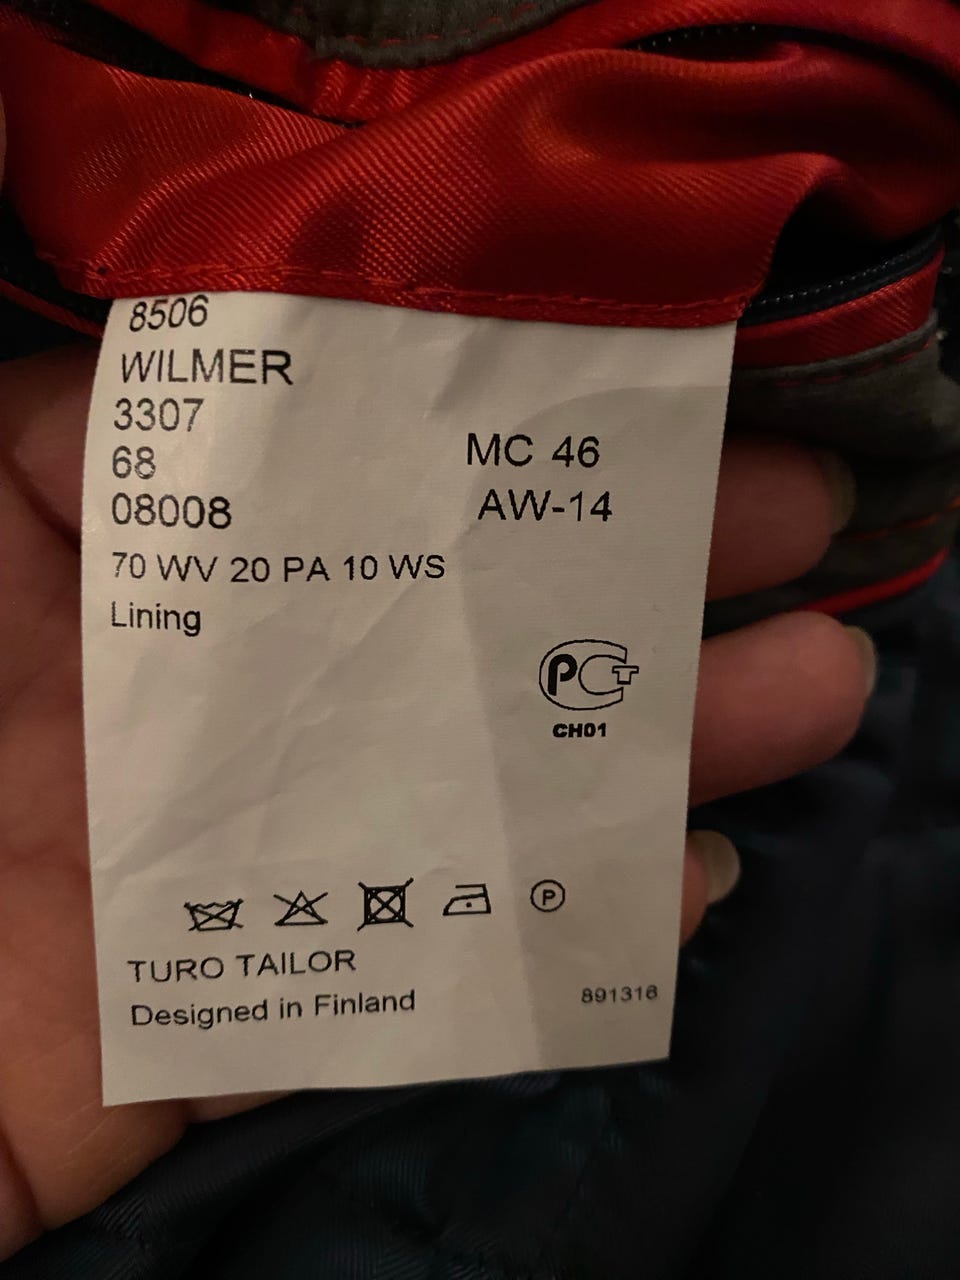 8506
WILMER
3307
68
MC 46
08008
AW-14
70 WV 20 PA 10 WS
Lining
РСТ
CH01
P
TURO TAILOR
Designed in Finland
891316